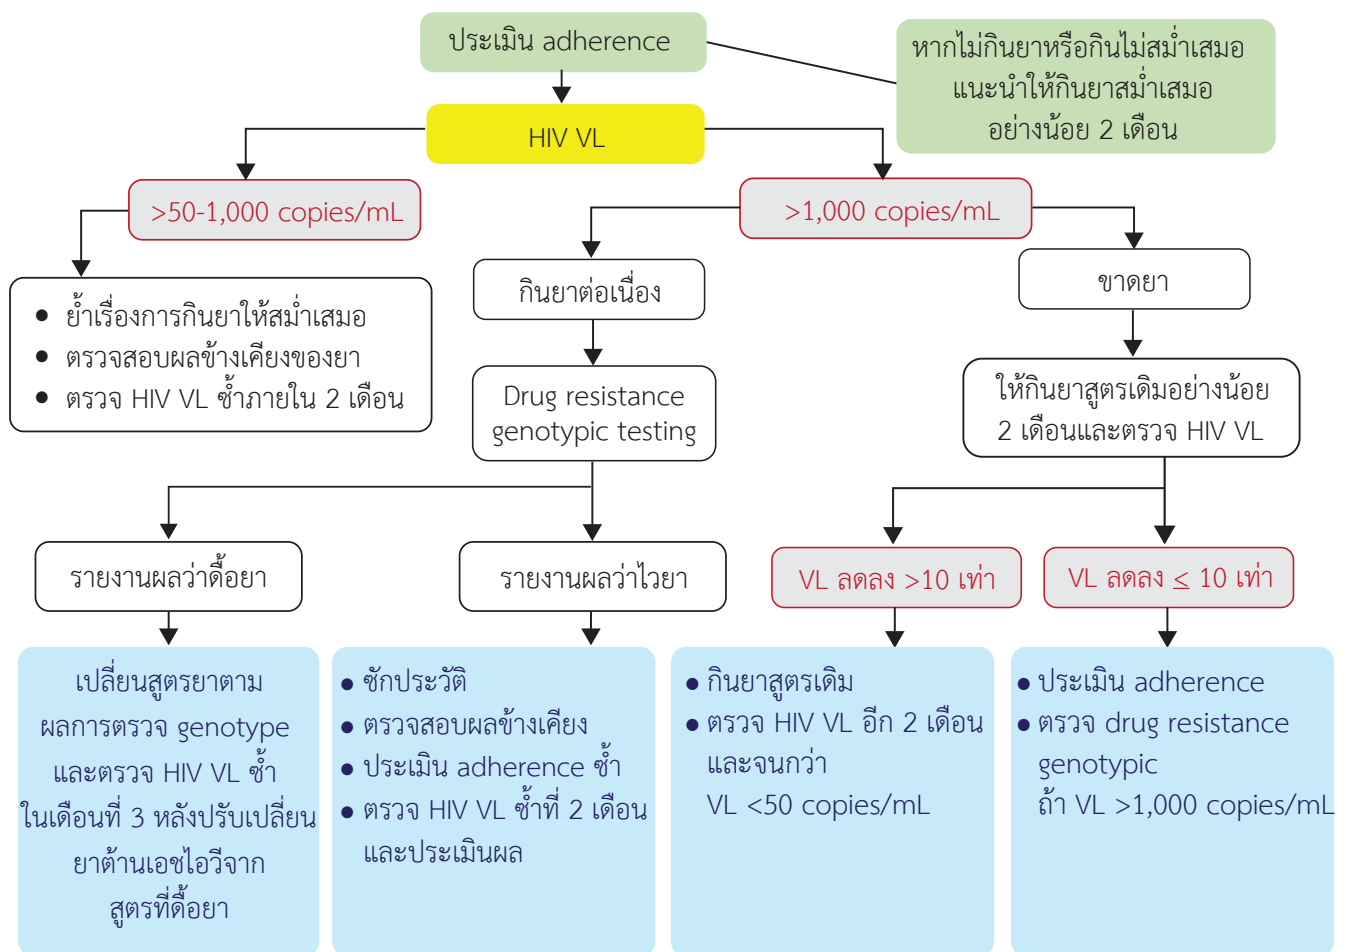 ประเมิน adherence
หากไม่กินยาหรือกินไม่สม่ำเสมอ
แนะนำให้กินยาสม่ำเสมอ
อย่างน้อย 2 เดือน
HIV VL
>50-1,000 copies/mL
>1,000 copies/mL
● ย้ำเรื่องการกินยาให้สม่ำเสมอ
● ตรวจสอบผลข้างเคียงของยา
● ตรวจ HIV VL ซ้ำภายใน 2 เดือน
กินยาต่อเนื่อง
ขาดยา
Drug resistance
genotypic testing
ให้กินยาสูตรเดิมอย่างน้อย
2 เดือนและตรวจ HIV VL
รายงานผลว่าดื้อยา
รายงานผลว่าไวยา
VL ลดลง >10 เท่า
VL ลดลง ≤ 10 เท่า
เปลี่ยนสูตรยาตาม
ผลการตรวจ genotype
และตรวจ HIV VL ซ้ำ
ในเดือนที่ 3 หลังปรับเปลี่ยน
ยาต้านเอชไอวีจาก
สูตรที่ดื้อยา
● ซักประวัติ
● ตรวจสอบผลข้างเคียง
● ประเมิน adherence ซ้ำ
● ตรวจ HIV VL ซ้ำที่ 2 เดือน
และประเมินผล
● กินยาสูตรเดิม
● ตรวจ HIV VL อีก 2 เดือน
และจนกว่า
VL <50 copies/mL
● ประเมิน adherence
● ตรวจ drug resistance
genotypic
ถ้า VL >1,000 copies/mL